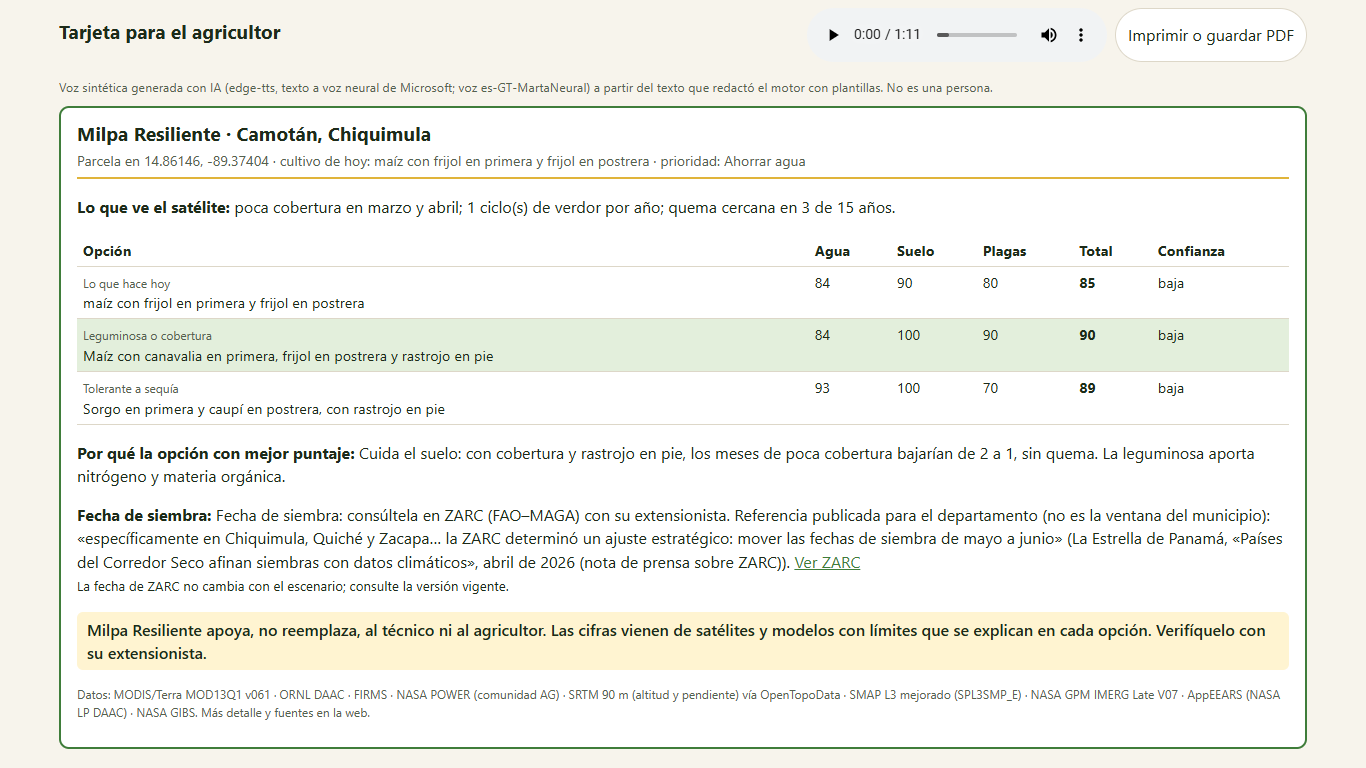 Tarjeta para el agricultor
0:00 / 1:11
Imprimir o guardar PDF
Voz sintética generada con IA (edge-tts, texto a voz neural de Microsoft; voz es-GT-MartaNeural) a partir del texto que redactó el motor con plantillas. No es una persona.
Milpa Resiliente · Camotán, Chiquimula
Parcela en 14.86146, -89.37404 · cultivo de hoy: maíz con frijol en primera y frijol en postrera · prioridad: Ahorrar agua
Lo que ve el satélite: poca cobertura en marzo y abril; 1 ciclo(s) de verdor por año; quema cercana en 3 de 15 años.
Opción Agua Suelo Plagas Total Confianza
Lo que hace hoy
maíz con frijol en primera y frijol en postrera 84 90 80 85 baja
Leguminosa o cobertura
Maíz con canavalia en primera, frijol en postrera y rastrojo en pie 84 100 90 90 baja
Tolerante a sequía
Sorgo en primera y caupí en postrera, con rastrojo en pie 93 100 70 89 baja
Por qué la opción con mejor puntaje: Cuida el suelo: con cobertura y rastrojo en pie, los meses de poca cobertura bajarían de 2 a 1, sin quema. La leguminosa aporta
nitrógeno y materia orgánica.
Fecha de siembra: Fecha de siembra: consúltela en ZARC (FAO–MAGA) con su extensionista. Referencia publicada para el departamento (no es la ventana del municipio):
«específicamente en Chiquimula, Quiché y Zacapa… la ZARC determinó un ajuste estratégico: mover las fechas de siembra de mayo a junio» (La Estrella de Panamá, «Países
del Corredor Seco afinan siembras con datos climáticos», abril de 2026 (nota de prensa sobre ZARC)). Ver ZARC
La fecha de ZARC no cambia con el escenario; consulte la versión vigente.
Milpa Resiliente apoya, no reemplaza, al técnico ni al agricultor. Las cifras vienen de satélites y modelos con límites que se explican en cada opción. Verifíquelo con
su extensionista.
Datos: MODIS/Terra MOD13Q1 v061 · ORNL DAAC · FIRMS · NASA POWER (comunidad AG) · SRTM 90 m (altitud y pendiente) vía OpenTopoData · SMAP L3 mejorado (SPL3SMP_E) · NASA GPM IMERG Late V07 · AppEEARS (NASA
LP DAAC) · NASA GIBS. Más detalle y fuentes en la web.